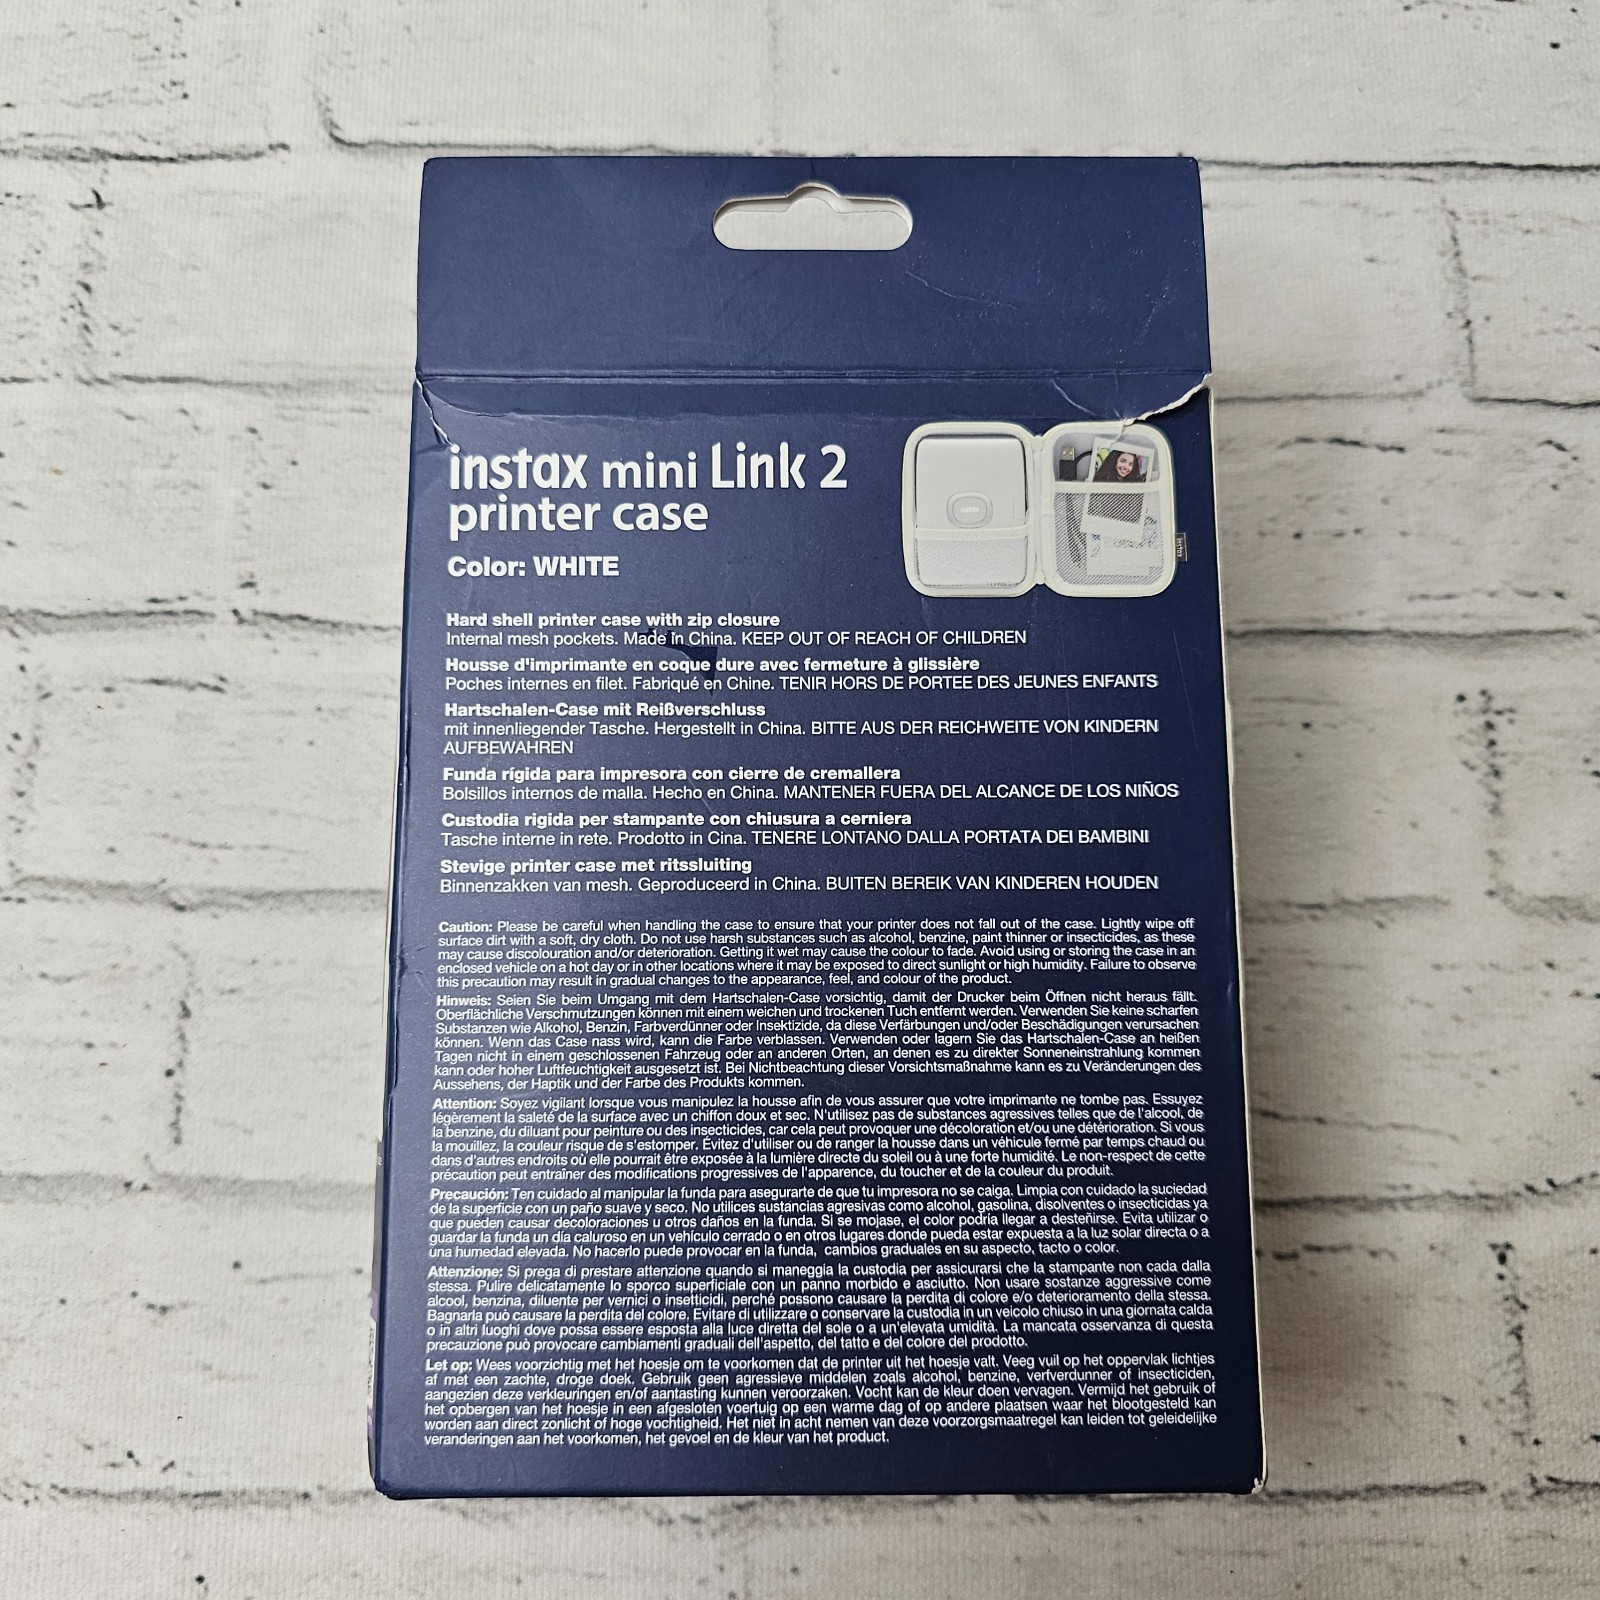 instax mini Link 2
printer case
Color: WHITE
instax
Hard shell printer case with zip closure
Internal mesh pockets. Made in China. KEEP OUT OF REACH OF CHILDREN
Housse d'imprimante en coque dure avec fermeture à glissière
Poches internes en filet. Fabriqué en Chine. TENIR HORS DE PORTEE DES JEUNES ENFANTS
Hartschalen-Case mit Reißverschluss
mit innenliegender Tasche. Hergestellt in China. BITTE AUS DER REICHWEITE VON KINDERN
AUFBEWAHREN
Funda rígida para impresora con cierre de cremallera
Bolsillos internos de malla. Hecho en China. MANTENER FUERA DEL ALCANCE DE LOS NIÑOS
Custodia rigida per stampante con chiusura a cerniera
Tasche interne in rete. Prodotto in Cina. TENERE LONTANO DALLA PORTATA DEI BAMBINI
Stevige printer case met ritssluiting
Binnenzakken van mesh. Geproduceerd in China. BUITEN BEREIK VAN KINDEREN HOUDEN
Caution: Please be careful when handling the case to ensure that your printer does not fall out of the case. Lightly wipe off
surface dirt with a soft, dry cloth. Do not use harsh substances such as alcohol, benzine, paint thinner or insecticides, as these
may cause discolouration and/or deterioration. Getting it wet may cause the colour to fade. Avoid using or storing the case in an
enclosed vehicle on a hot day or in other locations where it may be exposed to direct sunlight or high humidity. Failure to observe
this precaution may result in gradual changes to the appearance, feel, and colour of the product.
Hinweis: Seien Sie beim Umgang mit dem Hartschalen-Case vorsichtig, damit der Drucker beim Öffnen nicht heraus fällt.
Oberflächliche Verschmutzungen können mit einem weichen und trockenen Tuch entfernt werden. Verwenden Sie keine scharfen
Substanzen wie Alkohol, Benzin, Farbverdünner oder Insektizide, da diese Verfärbungen und/oder Beschädigungen verursachen
können. Wenn das Case nass wird, kann die Farbe verblassen. Verwenden oder lagern Sie das Hartschalen-Case an heißen
Tagen nicht in einem geschlossenen Fahrzeug oder an anderen Orten, an denen es zu direkter Sonneneinstrahlung kommen
kann oder hoher Luftfeuchtigkeit ausgesetzt ist. Bei Nichtbeachtung dieser Vorsichtsmaßnahme kann es zu Veränderungen des
Aussehens, der Haptik und der Farbe des Produkts kommen.
Attention: Soyez vigilant lorsque vous manipulez la housse afin de vous assurer que votre imprimante ne tombe pas. Essuyez
légèrement la saleté de la surface avec un chiffon doux et sec. N'utilisez pas de substances agressives telles que de l'alcool, de
la benzine, du diluant pour peinture ou des insecticides, car cela peut provoquer une décoloration et/ou une détérioration. Si vous
la mouillez, la couleur risque de s'estomper. Évitez d'utiliser ou de ranger la housse dans un véhicule fermé par temps chaud ou
dans d'autres endroits où elle pourrait être exposée à la lumière directe du soleil ou à une forte humidité. Le non-respect de cette
précaution peut entraîner des modifications progressives de l'apparence, du toucher et de la couleur du produit.
Precaución: Ten cuidado al manipular la funda para asegurarte de que tu impresora no se caiga. Limpia con cuidado la suciedad
de la superficie con un paño suave y seco. No utilices sustancias agresivas como alcohol, gasolina, disolventes o insecticidas ya
que pueden causar decoloraciones u otros daños en la funda. Si se mojase, el color podría llegar a desteñirse. Evita utilizar o
guardar la funda un día caluroso en un vehículo cerrado o en otros lugares donde pueda estar expuesta a la luz solar directa o a
una humedad elevada. No hacerlo puede provocar en la funda, cambios graduales en su aspecto, tacto o color.
Attenzione: Si prega di prestare attenzione quando si maneggia la custodia per assicurarsi che la stampante non cada dalla
stessa. Pulire delicatamente lo sporco superficiale con un panno morbido e asciutto. Non usare sostanze aggressive come
alcool, benzina, diluente per vernici o insetticidi, perché possono causare la perdita di colore e/o deterioramento della stessa.
Bagnarla può causare la perdita del colore. Evitare di utilizzare o conservare la custodia in un veicolo chiuso in una giornata calda
o in altri luoghi dove possa essere esposta alla luce diretta del sole o a un'elevata umidità. La mancata osservanza di questa
precauzione può provocare cambiamenti graduali dell'aspetto, del tatto e del colore del prodotto.
Let op: Wees voorzichtig met het hoesje om te voorkomen dat de printer uit het hoesje valt. Veeg vuil op het oppervlak lichtjes
af met een zachte, droge doek. Gebruik geen agressieve middelen zoals alcohol, benzine, verfverdunner of insecticiden,
aangezien deze verkleuringen en/of aantasting kunnen veroorzaken. Vocht kan de kleur doen vervagen. Vermijd het gebruik of
het opbergen van het hoesje in een afgesloten voertuig op een warme dag of op andere plaatsen waar het blootgesteld kan
worden aan direct zonlicht of hoge vochtigheid. Het niet in acht nemen van deze voorzorgsmaatregel kan leiden tot geleidelijke
veranderingen aan het voorkomen, het gevoel en de kleur van het product.